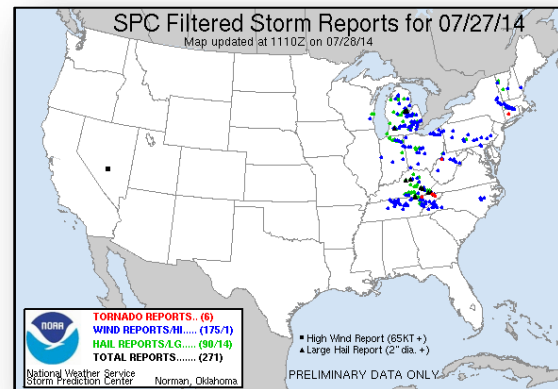 SPC Filtered Storm Reports for 07/27/14
Map updated at 1110Z on 07/28/14
NOAA
TORNADO REPORTS.. (6)
WIND REPORTS/HI..... (175/1)
HAIL REPORTS/LG..... (90/14)
TOTAL REPORTS....... (271)
National Weather Service
Storm Prediction Center Norman, Oklahoma
High Wind Report (65KT +)
Large Hail Report (2" dia. +)
PRELIMINARY DATA ONLY